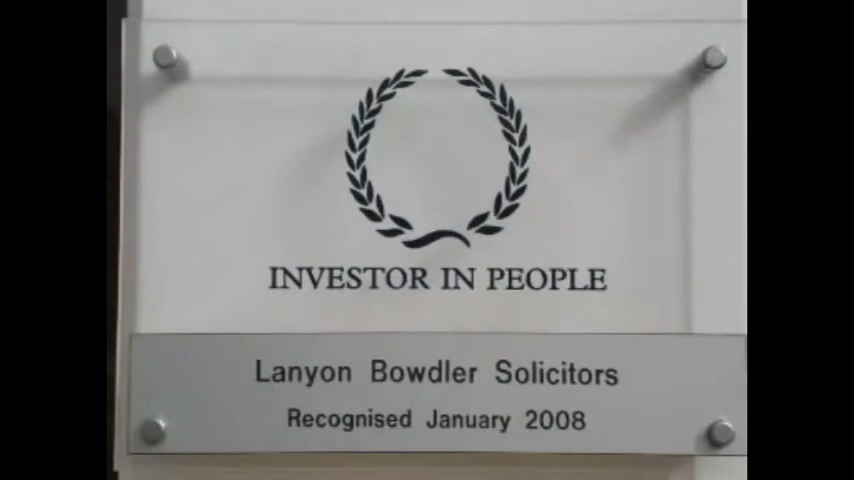 INVESTOR IN PEOPLE
Lanyon Bowdler Solicitors
Recognised January 2008